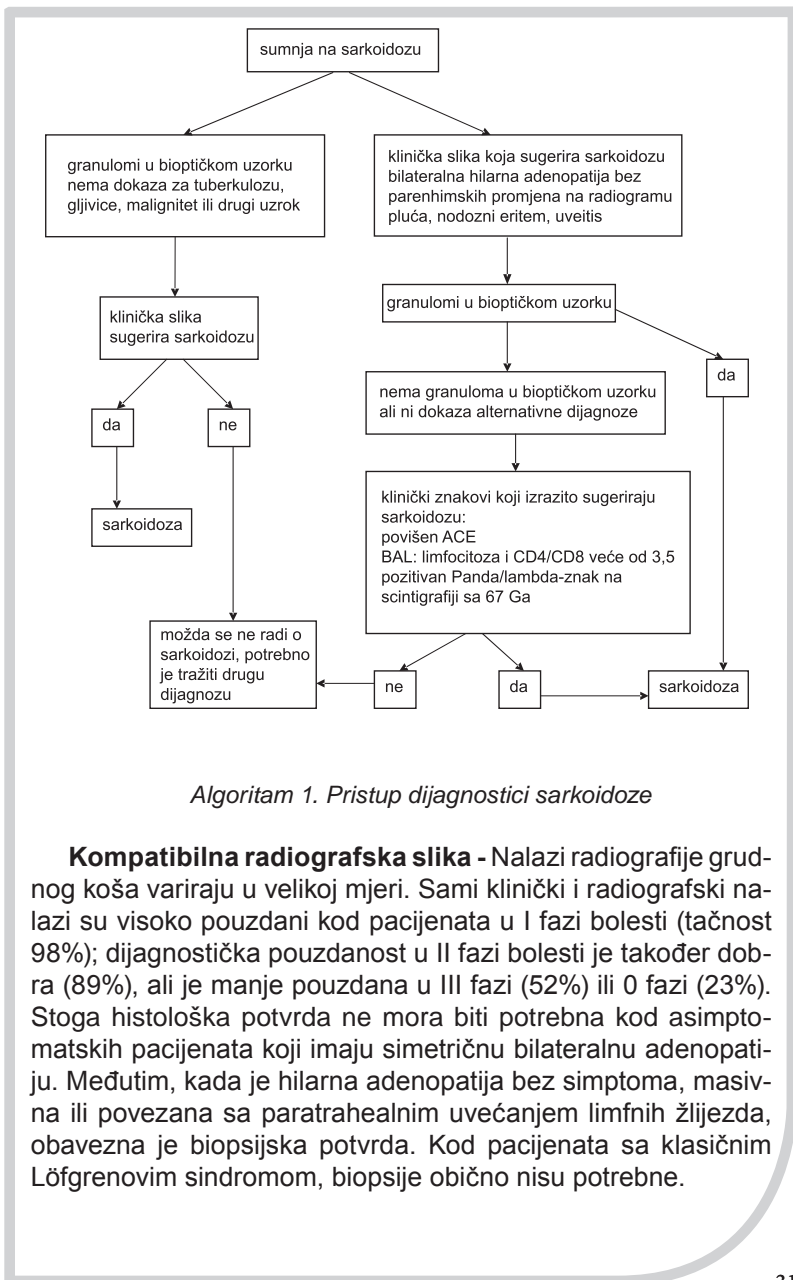 sumnja na sarkoidozu
granulomi u bioptičkom uzorku
nema dokaza za tuberkulozu,
gljivice, malignitet ili drugi uzrok
klinička slika koja sugerira sarkoidozu
bilateralna hilarna adenopatija bez
parenhimskih promjena na radiogramu
pluća, nodozni eritem, uveitis
klinička slika
sugerira sarkoidozu
granulomi u bioptičkom uzorku
da
ne
nema granuloma u bioptičkom uzorku
ali ni dokaza alternativne dijagnoze
da
sarkoidoza
klinički znakovi koji izrazito sugeriraju
sarkoidozu:
povišen ACE
BAL: limfocitoza i CD4/CD8 veće od 3,5
pozitivan Panda/lambda-znak na
scintigrafiji sa 67 Ga
možda se ne radi o
sarkoidozi, potrebno
je tražiti drugu
dijagnozu
ne
da
sarkoidoza
Algoritam 1. Pristup dijagnostici sarkoidoze
Kompatibilna radiografska slika - Nalazi radiografije grud-
nog koša variraju u velikoj mjeri. Sami klinički i radiografski na-
lazi su visoko pouzdani kod pacijenata u I fazi bolesti (tačnost
98%); dijagnostička pouzdanost u II fazi bolesti je također dob-
ra (89%), ali je manje pouzdana u III fazi (52%) ili 0 fazi (23%).
Stoga histološka potvrda ne mora biti potrebna kod asimpto-
matskih pacijenata koji imaju simetričnu bilateralnu adenopati-
ju. Međutim, kada je hilarna adenopatija bez simptoma, masiv-
na ili povezana sa paratrahealnim uvećanjem limfnih žlijezda,
obavezna je biopsijska potvrda. Kod pacijenata sa klasičnim
Löfgrenovim sindromom, biopsije obično nisu potrebne.